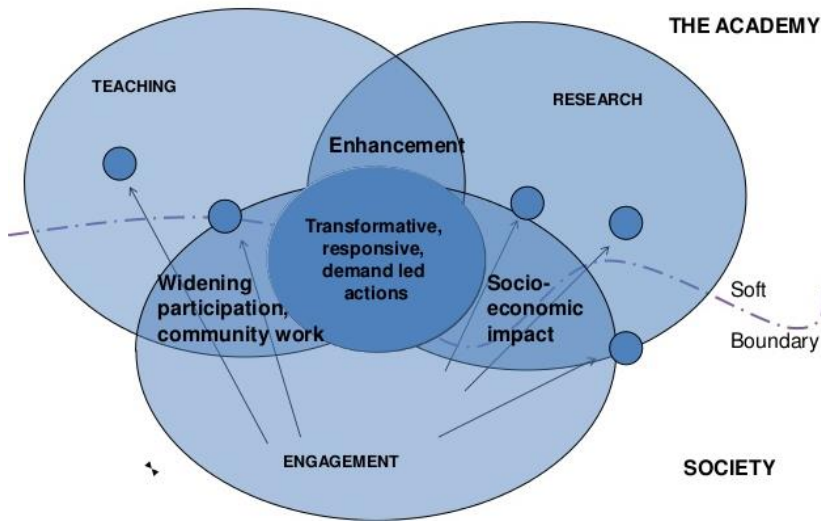 THE ACADEMY
TEACHING
RESEARCH
Enhancement
Transformative,
responsive,
demand led
actions
Widening
participation,
community work
Socio-
economic
impact
Soft
Boundary
ENGAGEMENT
SOCIETY